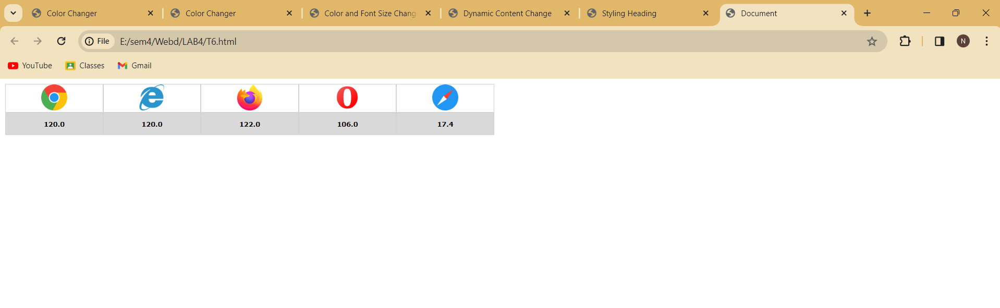 Color Changer
Color Changer
Color and Font Size Chang
Dynamic Content Change
Styling Heading
Document
File E:/sem4/Webd/LAB4/T6.html
N
YouTube Classes Gmail
120.0 120.0 122.0 106.0 17.4